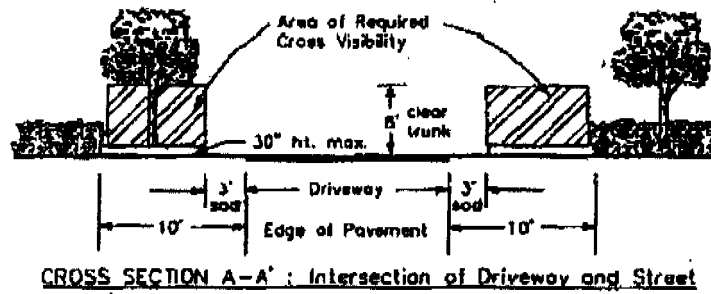 Area of Required
Cross Visibility
clear
trunk
30" ht. max.
3'
sod
Driveway
3'
sod
10'
Edge of Pavement
10'
CROSS SECTION A-A' : Intersection of Driveway and Street